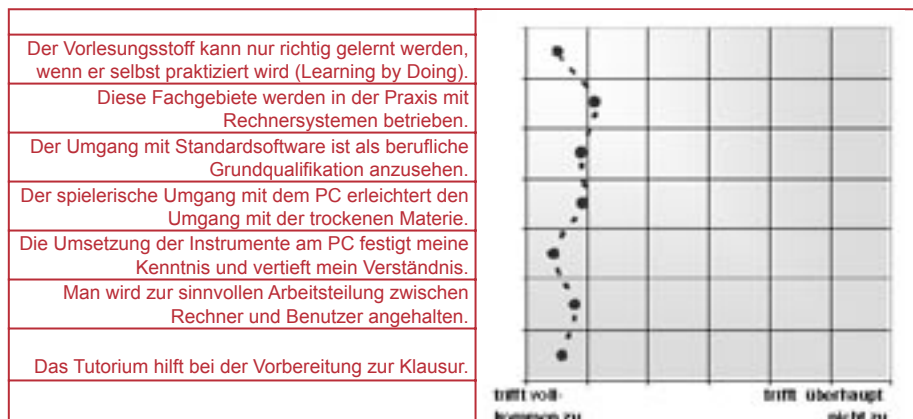 Der Vorlesungsstoff kann nur richtig gelernt werden,
wenn er selbst praktiziert wird (Learning by Doing).
Diese Fachgebiete werden in der Praxis mit
Rechnersystemen betrieben.
Der Umgang mit Standardsoftware ist als berufliche
Grundqualifikation anzusehen.
Der spielerische Umgang mit dem PC erleichtert den
Umgang mit der trockenen Materie.
Die Umsetzung der Instrumente am PC festigt meine
Kenntnis und vertieft mein Verständnis.
Man wird zur sinnvollen Arbeitsteilung zwischen
Rechner und Benutzer angehalten.
Das Tutorium hilft bei der Vorbereitung zur Klausur.
trifft voll-
kommen zu
trifft überhaupt
nicht zu